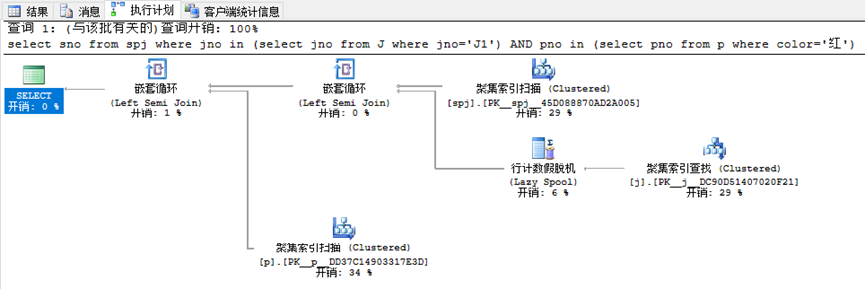 结果 消息 执行计划 客户端统计信息
查询 1: (与该批有关的)查询开销: 100%
select sno from spj where jno in (select jno from J where jno='J1') AND pno in (select pno from p where color='红')
SELECT
开销: 0 %
嵌套循环
(Left Semi Join)
开销: 1 %
嵌套循环
(Left Semi Join)
开销: 0 %
聚集索引扫描 (Clustered)
[spj].[PK__spj__45D088870AD2A005]
开销: 29 %
行计数假脱机
(Lazy Spool)
开销: 6 %
聚集索引查找 (Clustered)
[j].[PK__j__DC90D51407020F21]
开销: 29 %
聚集索引扫描 (Clustered)
[p].[PK__p__DD37C14903317E3D]
开销: 34 %